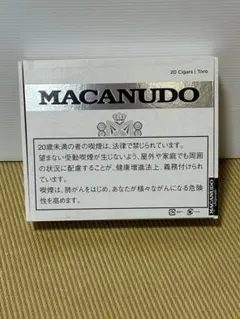 20 Cigars | Toro
MACANUDO
20歳未満の者の喫煙は、法律で禁じられています。
望まない受動喫煙が生じないよう、屋外や家庭でも周囲
の状況に配慮することが、健康増進法上、義務付けられて
います。
喫煙は、肺がんをはじめ、あなたが様々ながんになる危険
性を高めます。
MACANUDO